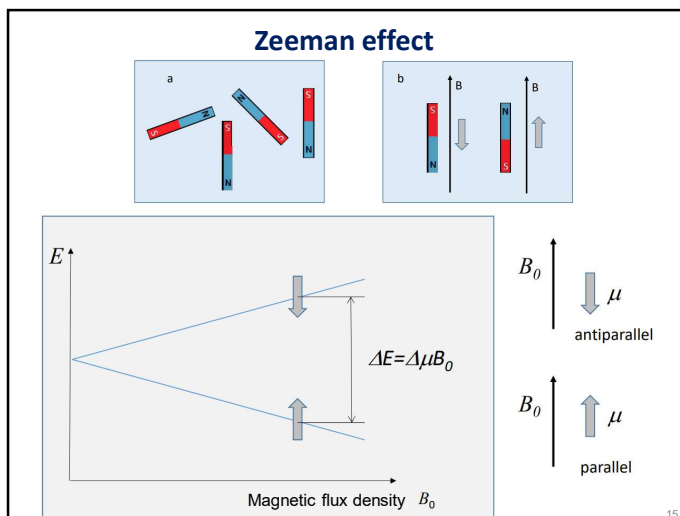 Zeeman effect
a
S
N
N
S
S
N
S
N
b
B
S
N
B
N
S
E
ΔE=ΔμB₀
Magnetic flux density B₀
B₀
μ
antiparallel
B₀
μ
parallel
15